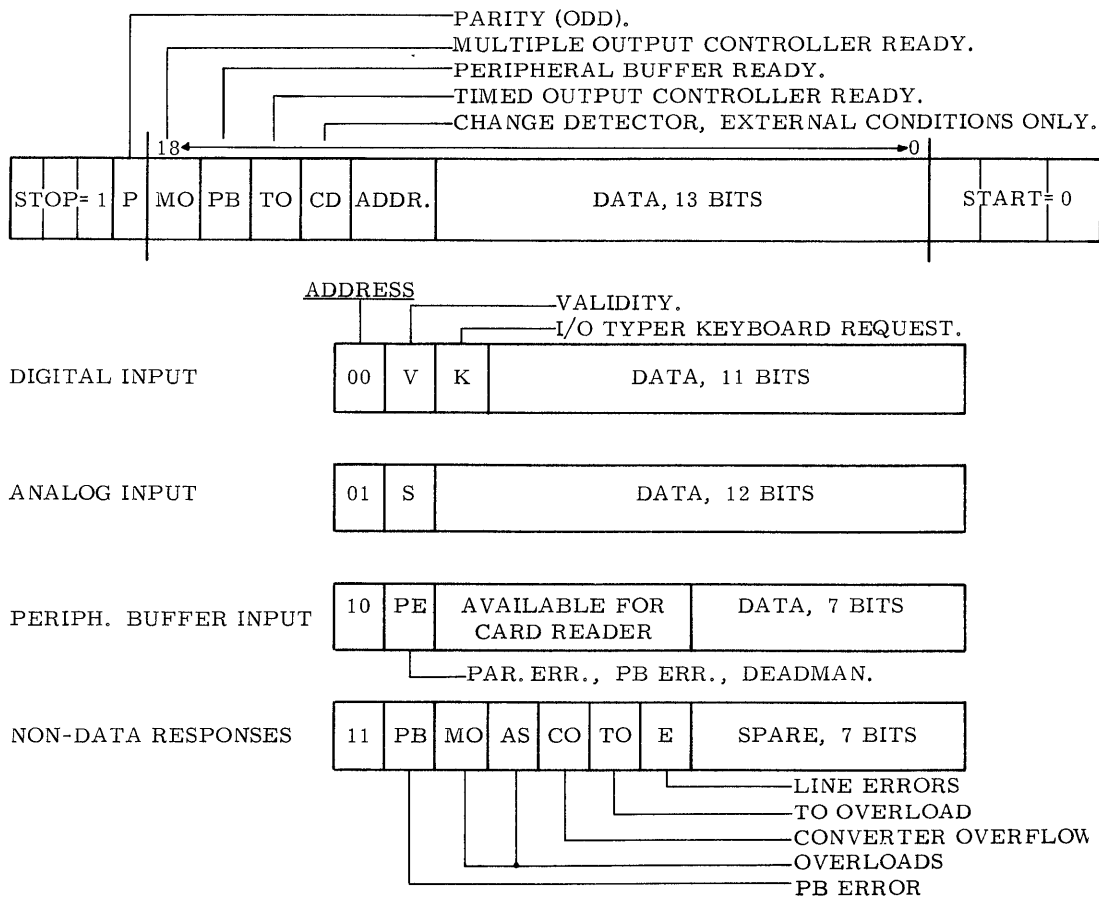 PARITY (ODD).
MULTIPLE OUTPUT CONTROLLER READY.
PERIPHERAL BUFFER READY.
TIMED OUTPUT CONTROLLER READY.
CHANGE DETECTOR, EXTERNAL CONDITIONS ONLY.
18 0
STOP= 1 P MO PB TO CD ADDR. DATA, 13 BITS START= 0
ADDRESS
VALIDITY.
I/O TYPER KEYBOARD REQUEST.
DIGITAL INPUT 00 V K DATA, 11 BITS
ANALOG INPUT 01 S DATA, 12 BITS
PERIPH. BUFFER INPUT 10 PE AVAILABLE FOR CARD READER DATA, 7 BITS
PAR. ERR., PB ERR., DEADMAN.
NON-DATA RESPONSES 11 PB MO AS CO TO E SPARE, 7 BITS
LINE ERRORS
TO OVERLOAD
CONVERTER OVERFLOW
OVERLOADS
PB ERROR